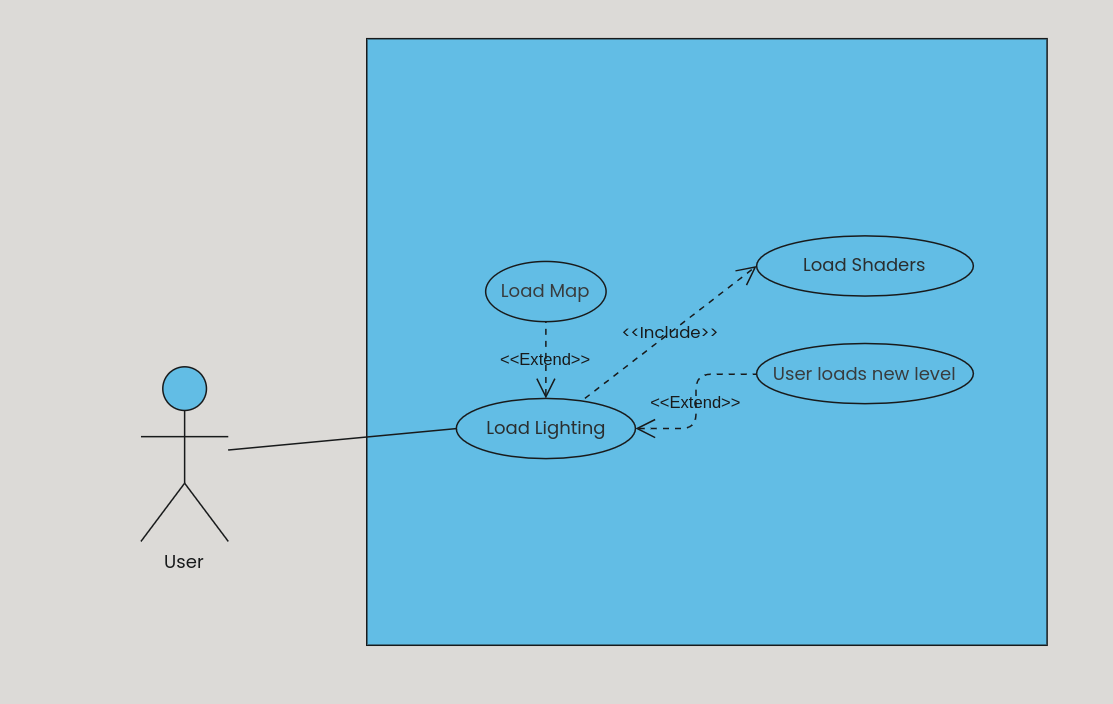 Load Shaders
Load Map
<<Include>>
<<Extend>>
User loads new level
<<Extend>>
Load Lighting
User